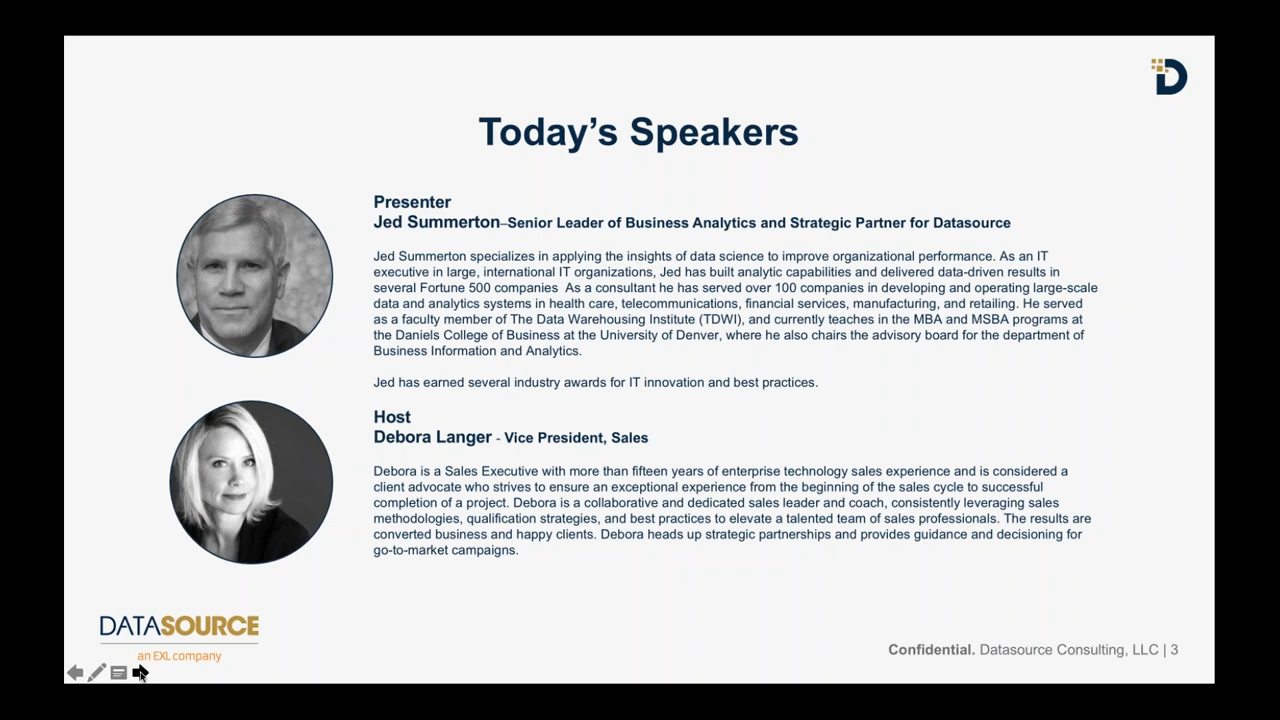 Today’s Speakers
Presenter
Jed Summerton–Senior Leader of Business Analytics and Strategic Partner for Datasource
Jed Summerton specializes in applying the insights of data science to improve organizational performance. As an IT
executive in large, international IT organizations, Jed has built analytic capabilities and delivered data-driven results in
several Fortune 500 companies  As a consultant he has served over 100 companies in developing and operating large-scale
data and analytics systems in health care, telecommunications, financial services, manufacturing, and retailing. He served
as a faculty member of The Data Warehousing Institute (TDWI), and currently teaches in the MBA and MSBA programs at
the Daniels College of Business at the University of Denver, where he also chairs the advisory board for the department of
Business Information and Analytics.
Jed has earned several industry awards for IT innovation and best practices.
Host
Debora Langer - Vice President, Sales
Debora is a Sales Executive with more than fifteen years of enterprise technology sales experience and is considered a
client advocate who strives to ensure an exceptional experience from the beginning of the sales cycle to successful
completion of a project. Debora is a collaborative and dedicated sales leader and coach, consistently leveraging sales
methodologies, qualification strategies, and best practices to elevate a talented team of sales professionals. The results are
converted business and happy clients. Debora heads up strategic partnerships and provides guidance and decisioning for
go-to-market campaigns.
DATASOURCE
an EXL company
Confidential. Datasource Consulting, LLC | 3